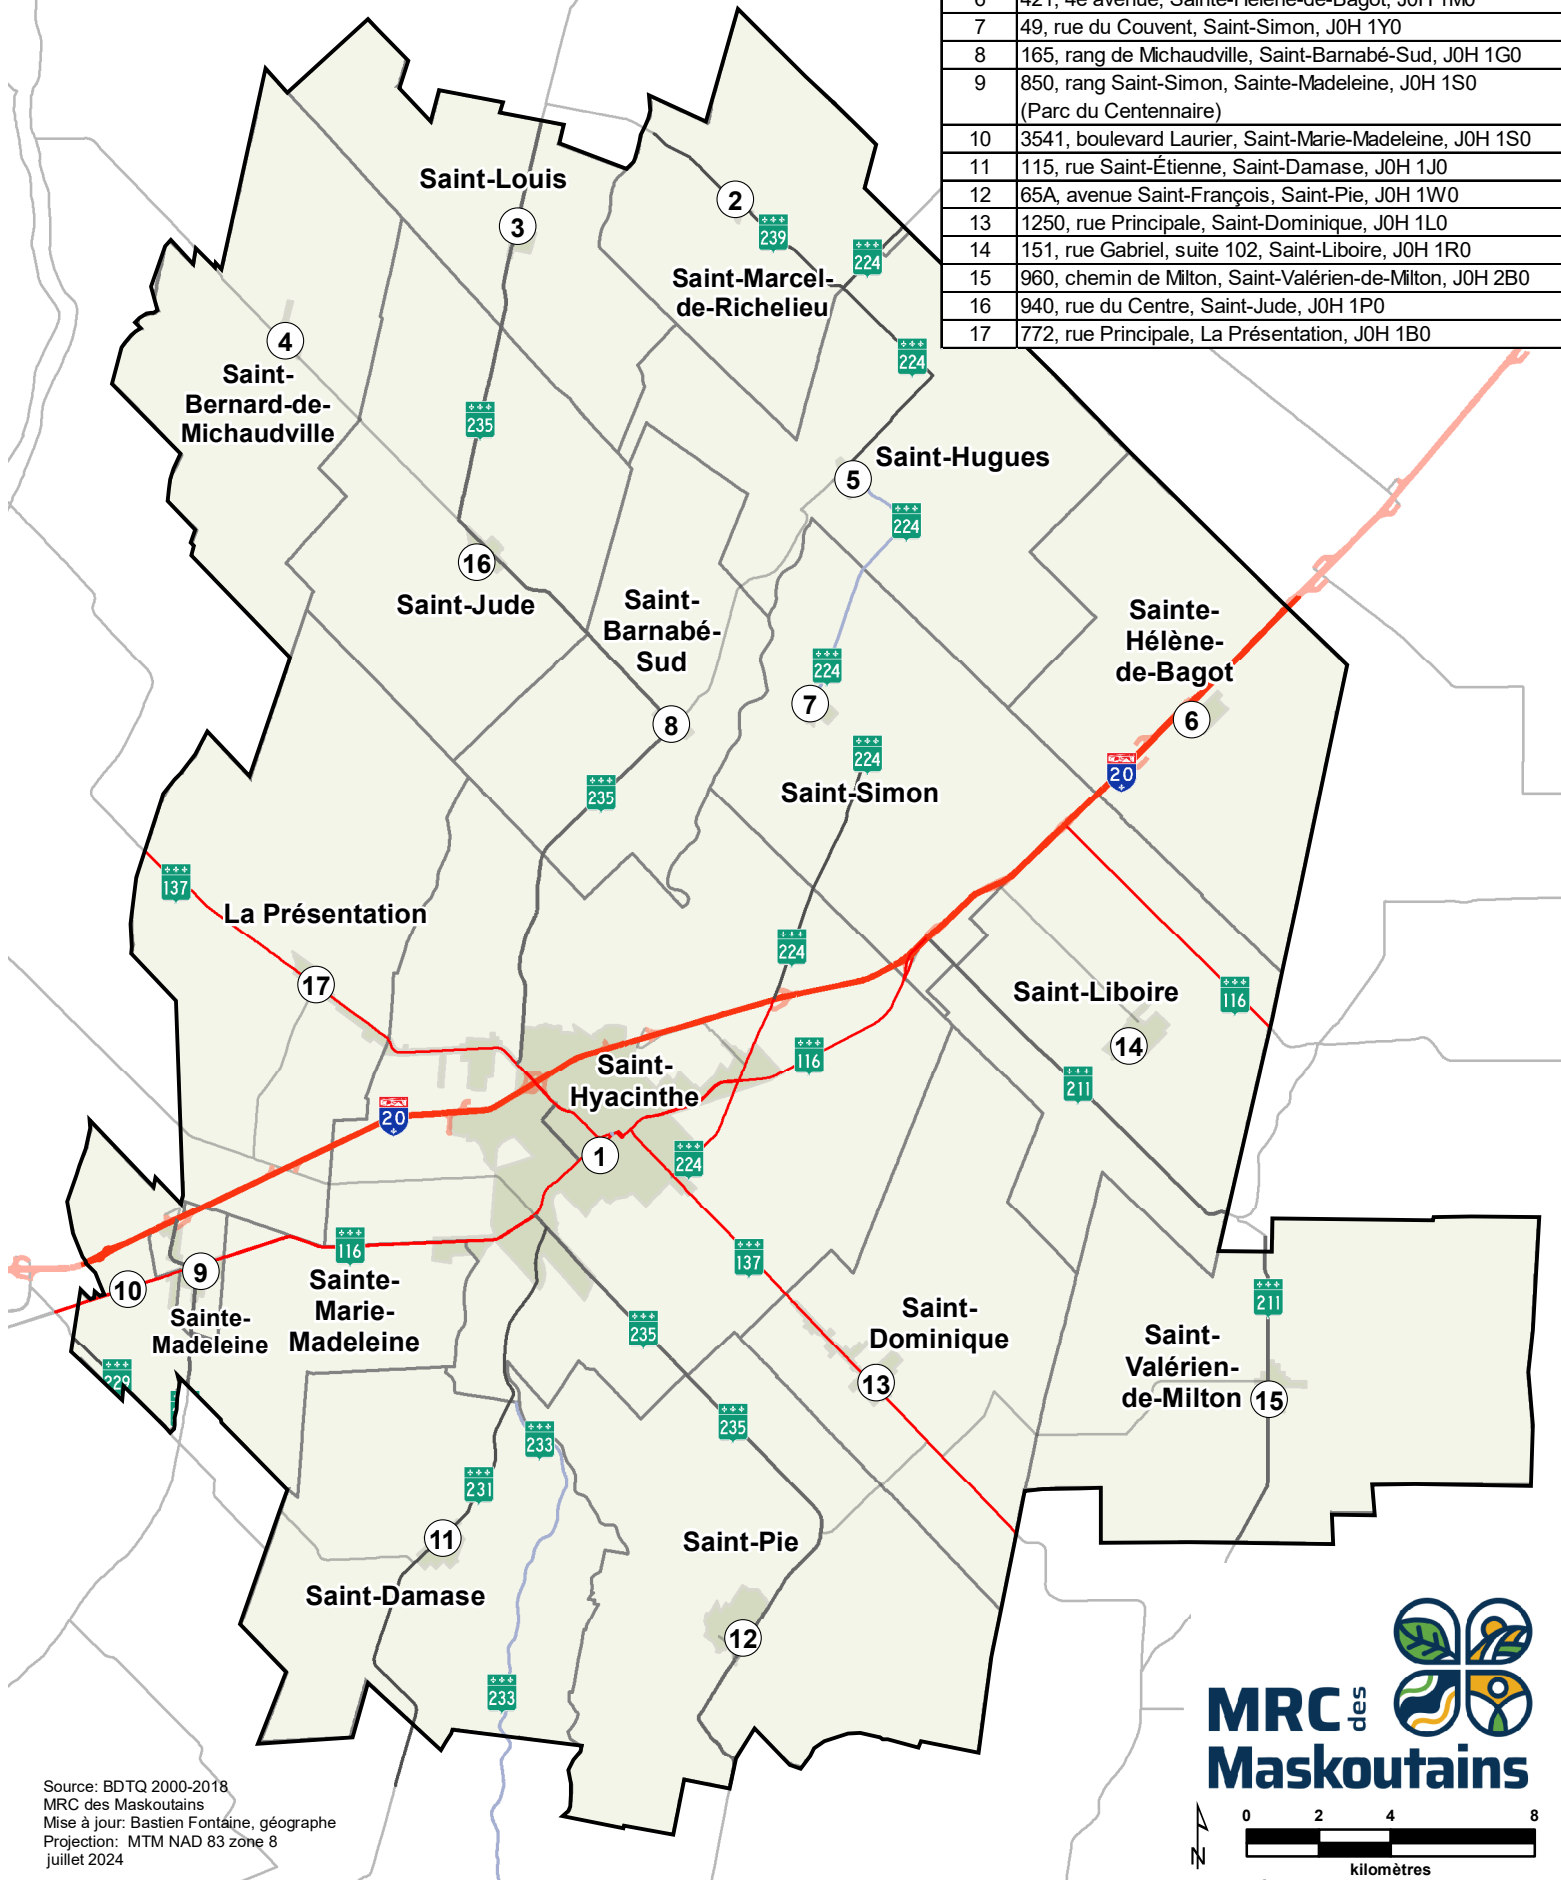 6 421, 4e avenue, Sainte-Hélène-de-Bagot, J0H 1M0
7 49, rue du Couvent, Saint-Simon, J0H 1Y0
8 165, rang de Michaudville, Saint-Barnabé-Sud, J0H 1G0
9 850, rang Saint-Simon, Sainte-Madeleine, J0H 1S0
(Parc du Centennaire)
10 3541, boulevard Laurier, Saint-Marie-Madeleine, J0H 1S0
11 115, rue Saint-Étienne, Saint-Damase, J0H 1J0
12 65A, avenue Saint-François, Saint-Pie, J0H 1W0
13 1250, rue Principale, Saint-Dominique, J0H 1L0
14 151, rue Gabriel, suite 102, Saint-Liboire, J0H 1R0
15 960, chemin de Milton, Saint-Valérien-de-Milton, J0H 2B0
16 940, rue du Centre, Saint-Jude, J0H 1P0
17 772, rue Principale, La Présentation, J0H 1B0
Saint-Louis
3
2
239
224
Saint-Marcel-
de-Richelieu
4
Saint-
Bernard-de-
Michaudville
224
235
Saint-Hugues
5
224
16
Saint-Jude
Saint-
Barnabé-
Sud
Sainte-
Hélène-
de-Bagot
224
7
8
6
224
20
Saint-Simon
235
137
La Présentation
224
17
Saint-Liboire
116
14
116
211
Saint-
Hyacinthe
20
1
224
116
137
9
10
Sainte-
Madeleine
Sainte-
Marie-
Madeleine
229
235
Saint-
Dominique
13
211
Saint-
Valérien-
de-Milton
15
235
233
231
11
Saint-Pie
Saint-Damase
12
233
MRC des
Maskoutains
Source: BDTQ 2000-2018
MRC des Maskoutains
Mise à jour: Bastien Fontaine, géographe
Projection: MTM NAD 83 zone 8
juillet 2024
N
0 2 4 8
kilomètres